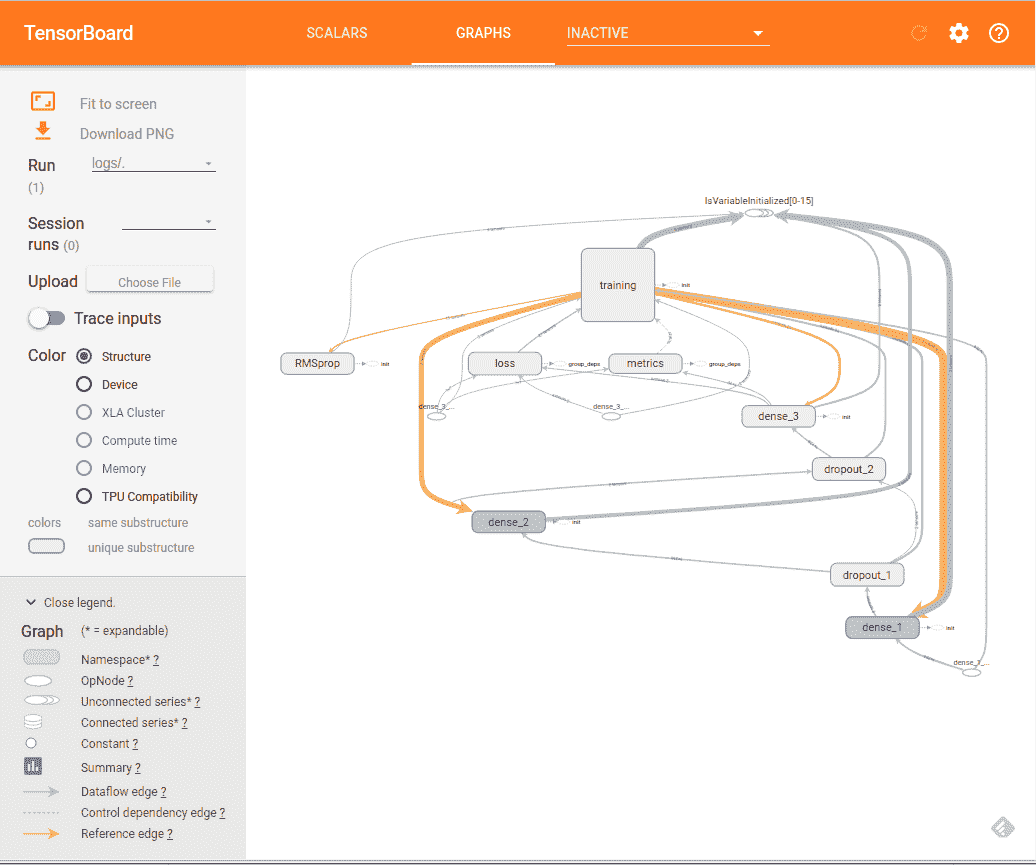 TensorBoard
SCALARS
GRAPHS
INACTIVE
Fit to screen
Download PNG
Run
(1)
logs/.
Session
runs (0)
Upload
Choose File
Trace inputs
Color
Structure
Device
XLA Cluster
Compute time
Memory
TPU Compatibility
colors
same substructure
unique substructure
Close legend.
Graph
(* = expandable)
Namespace* ?
OpNode ?
Unconnected series* ?
Connected series* ?
Constant ?
Summary ?
Dataflow edge ?
Control dependency edge ?
Reference edge ?
IsVariableInitialized[0-15]
training
init
RMSprop
init
loss
group_deps
metrics
group_deps
dense_3_...
dense_3_...
dense_3
init
dropout_2
dense_2
init
dropout_1
dense_1
init
dense_1_...